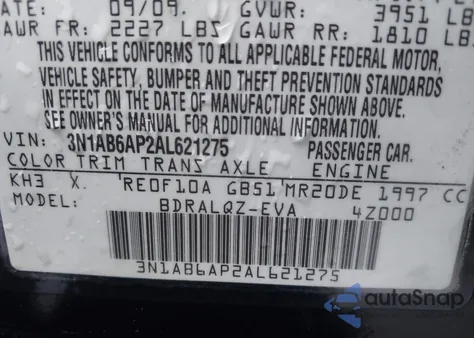 09/09. GVWR: 3951 LB
GAWR FR: 2227 LBS GAWR RR: 1810 LB
THIS VEHICLE CONFORMS TO ALL APPLICABLE FEDERAL MOTOR
VEHICLE SAFETY, BUMPER AND THEFT PREVENTION STANDARDS
IN EFFECT ON THE DATE OF MANUFACTURE SHOWN ABOVE.
SEE OWNER'S MANUAL FOR ADDITIONAL INFORMATION.
VIN: 3N1AB6AP2AL621275 PASSENGER CAR.
COLOR TRIM TRANS AXLE ENGINE
KH3 X. RE0F10A GB51 MR20DE 1997 CC
MODEL: BDRALQZ-EVA 4Z000
3N1AB6AP2AL621275
autaSnap